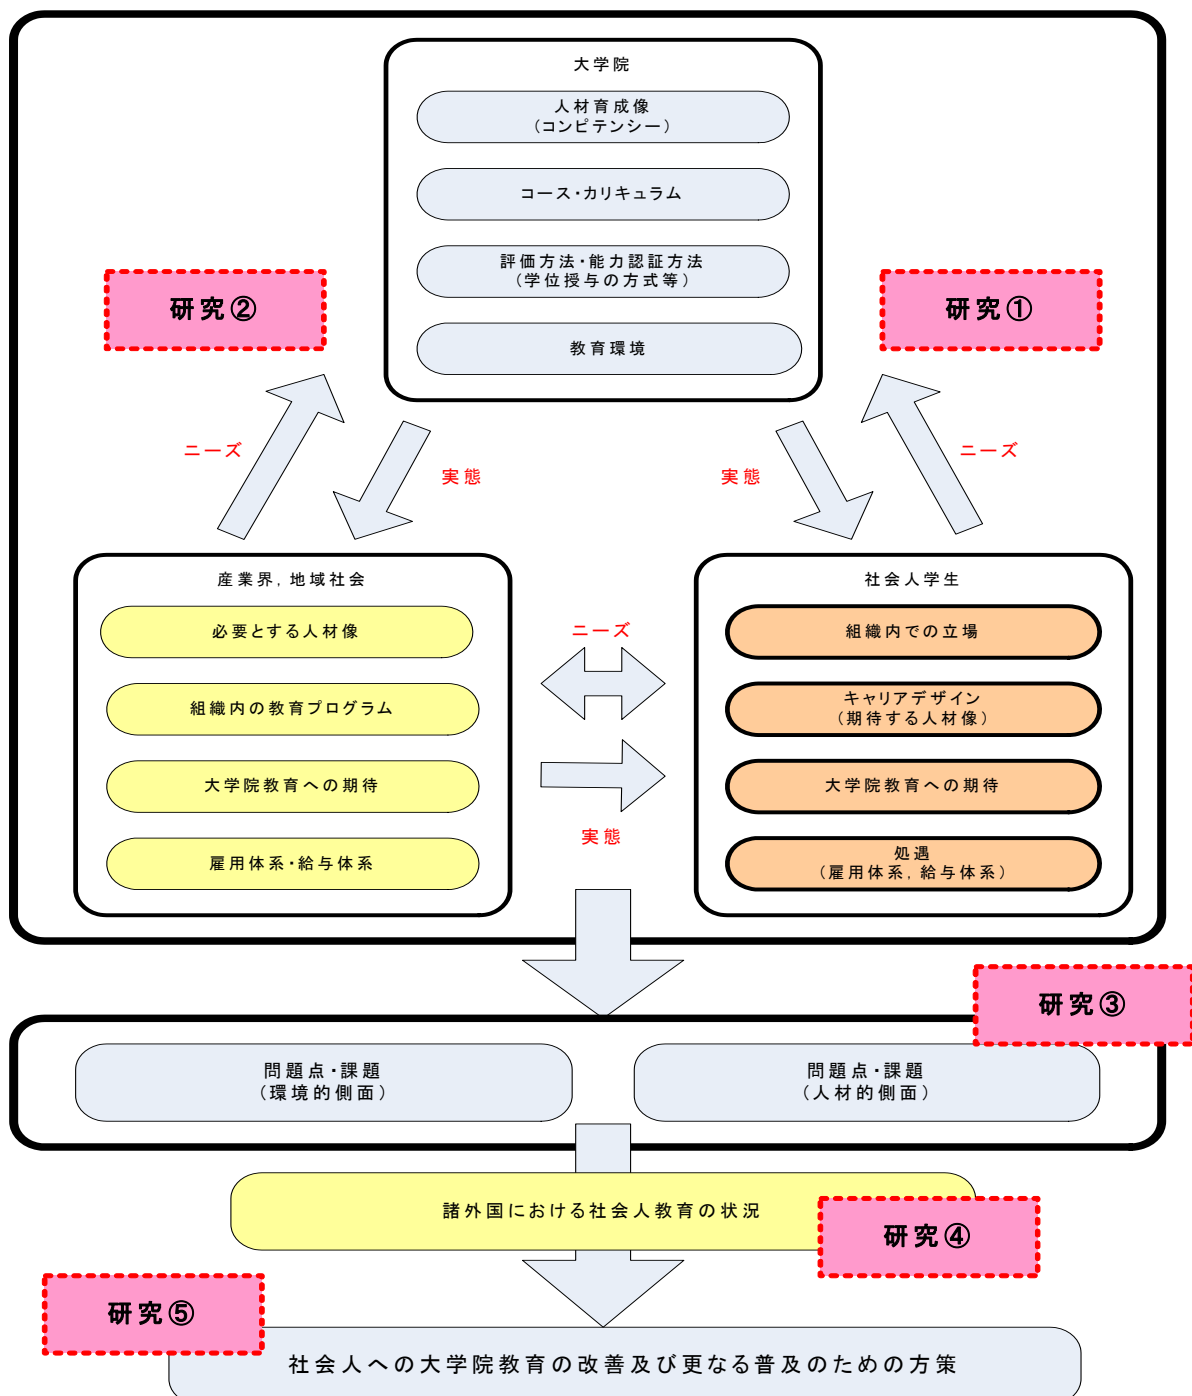 大学院
人材育成像
（コンピテンシー）
コース・カリキュラム
評価方法・能力認証方法
（学位授与の方式等）
教育環境
研究②
研究①
ニーズ
実態
実態
ニーズ
産業界，地域社会
必要とする人材像
組織内の教育プログラム
大学院教育への期待
雇用体系・給与体系
ニーズ
実態
社会人学生
組織内での立場
キャリアデザイン
（期待する人材像）
大学院教育への期待
処遇
（雇用体系，給与体系）
研究③
問題点・課題
（環境的側面）
問題点・課題
（人材的側面）
諸外国における社会人教育の状況
研究④
研究⑤
社会人への大学院教育の改善及び更なる普及のための方策